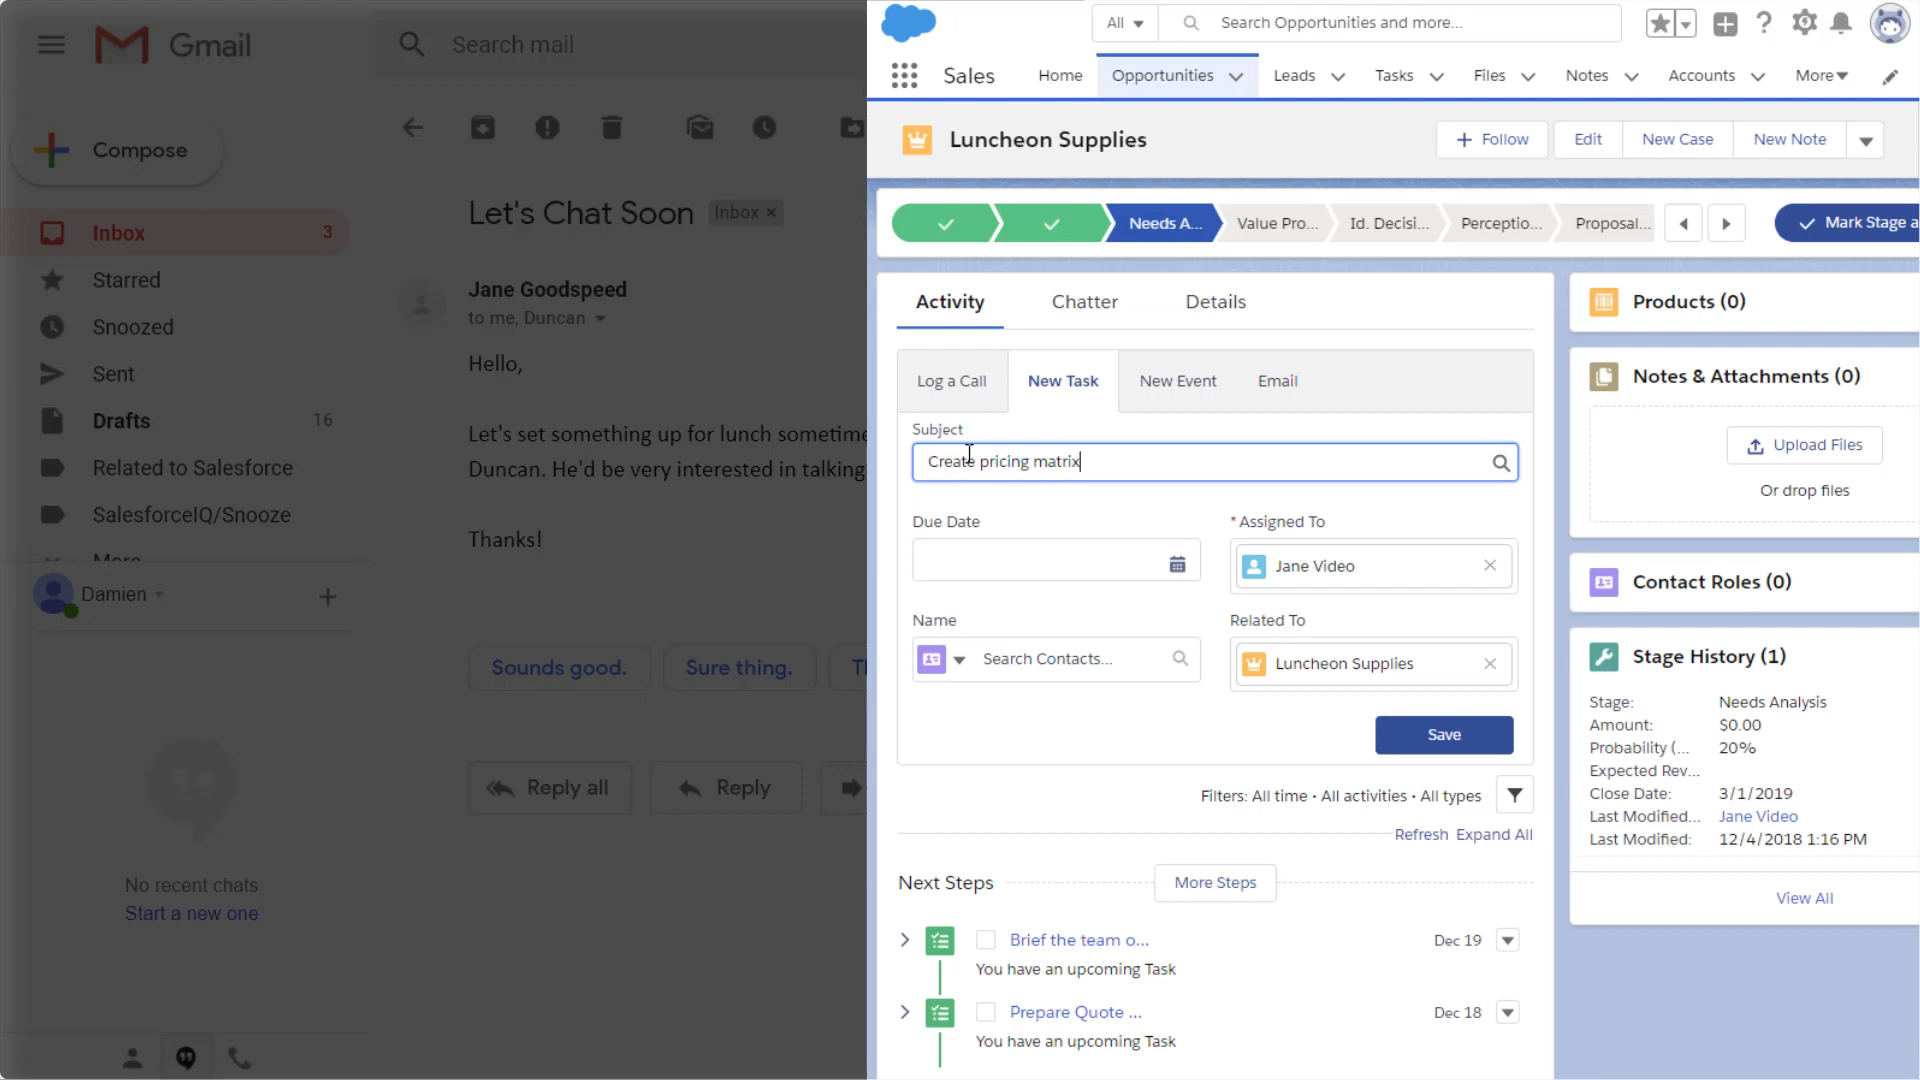 Gmail
Search mail
Compose
Inbox 3
Starred
Snoozed
Sent
Drafts 16
Related to Salesforce
SalesforceIQ/Snooze
More
Damien
No recent chats
Start a new one
Let's Chat Soon Inbox ×
Jane Goodspeed
to me, Duncan
Hello,
Let's set something up for lunch sometime
Duncan. He'd be very interested in talking
Thanks!
Sounds good. Sure thing. Th
Reply all Reply
All Search Opportunities and more...
Sales Home Opportunities Leads Tasks Files Notes Accounts More
Luncheon Supplies
+ Follow Edit New Case New Note
Needs A... Value Pro... Id. Decisi... Perceptio... Proposal... Mark Stage a
Activity Chatter Details
Log a Call New Task New Event Email
Subject
Create pricing matrix
Due Date *Assigned To
Jane Video
Name Related To
Search Contacts... Luncheon Supplies
Save
Filters: All time • All activities • All types
Refresh Expand All
Next Steps More Steps
Brief the team o... Dec 19
You have an upcoming Task
Prepare Quote ... Dec 18
You have an upcoming Task
Products (0)
Notes & Attachments (0)
Upload Files
Or drop files
Contact Roles (0)
Stage History (1)
Stage: Needs Analysis
Amount: $0.00
Probability (... 20%
Expected Rev...
Close Date: 3/1/2019
Last Modified... Jane Video
Last Modified: 12/4/2018 1:16 PM
View All